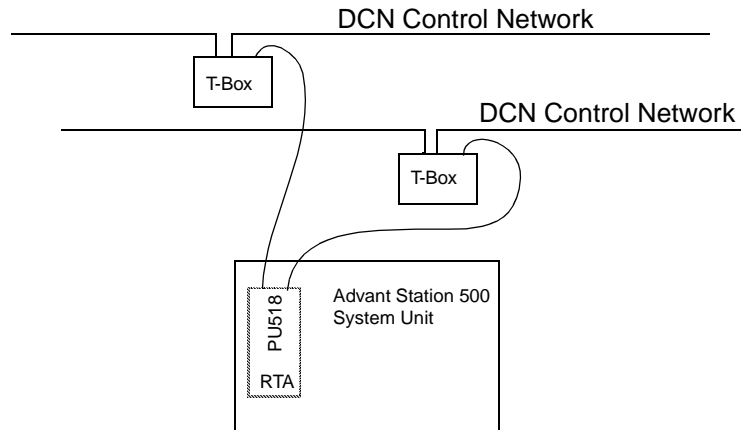 DCN Control Network
T-Box
DCN Control Network
T-Box
Advant Station 500
System Unit
PU518
RTA